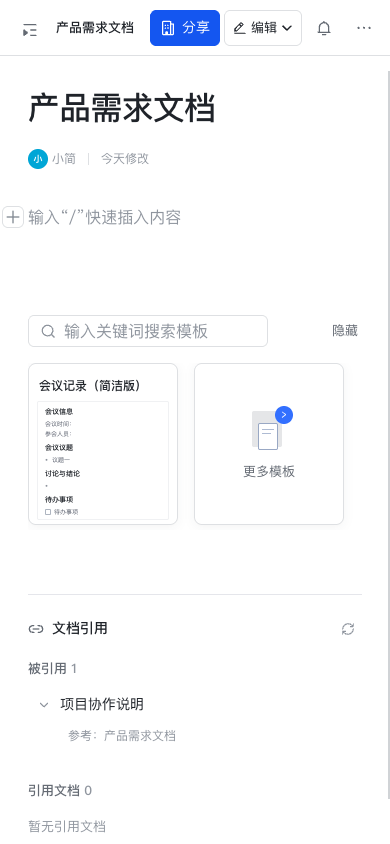 产品需求文档 分享 编辑
产品需求文档
小 小简 今天修改
输入“/”快速插入内容
输入关键词搜索模板 隐藏
会议记录（简洁版）
会议信息
会议时间：
参会人员：
会议议题
• 议题一
讨论与结论
•
待办事项
待办事项
更多模板
文档引用
被引用 1
项目协作说明
参考：产品需求文档
引用文档 0
暂无引用文档